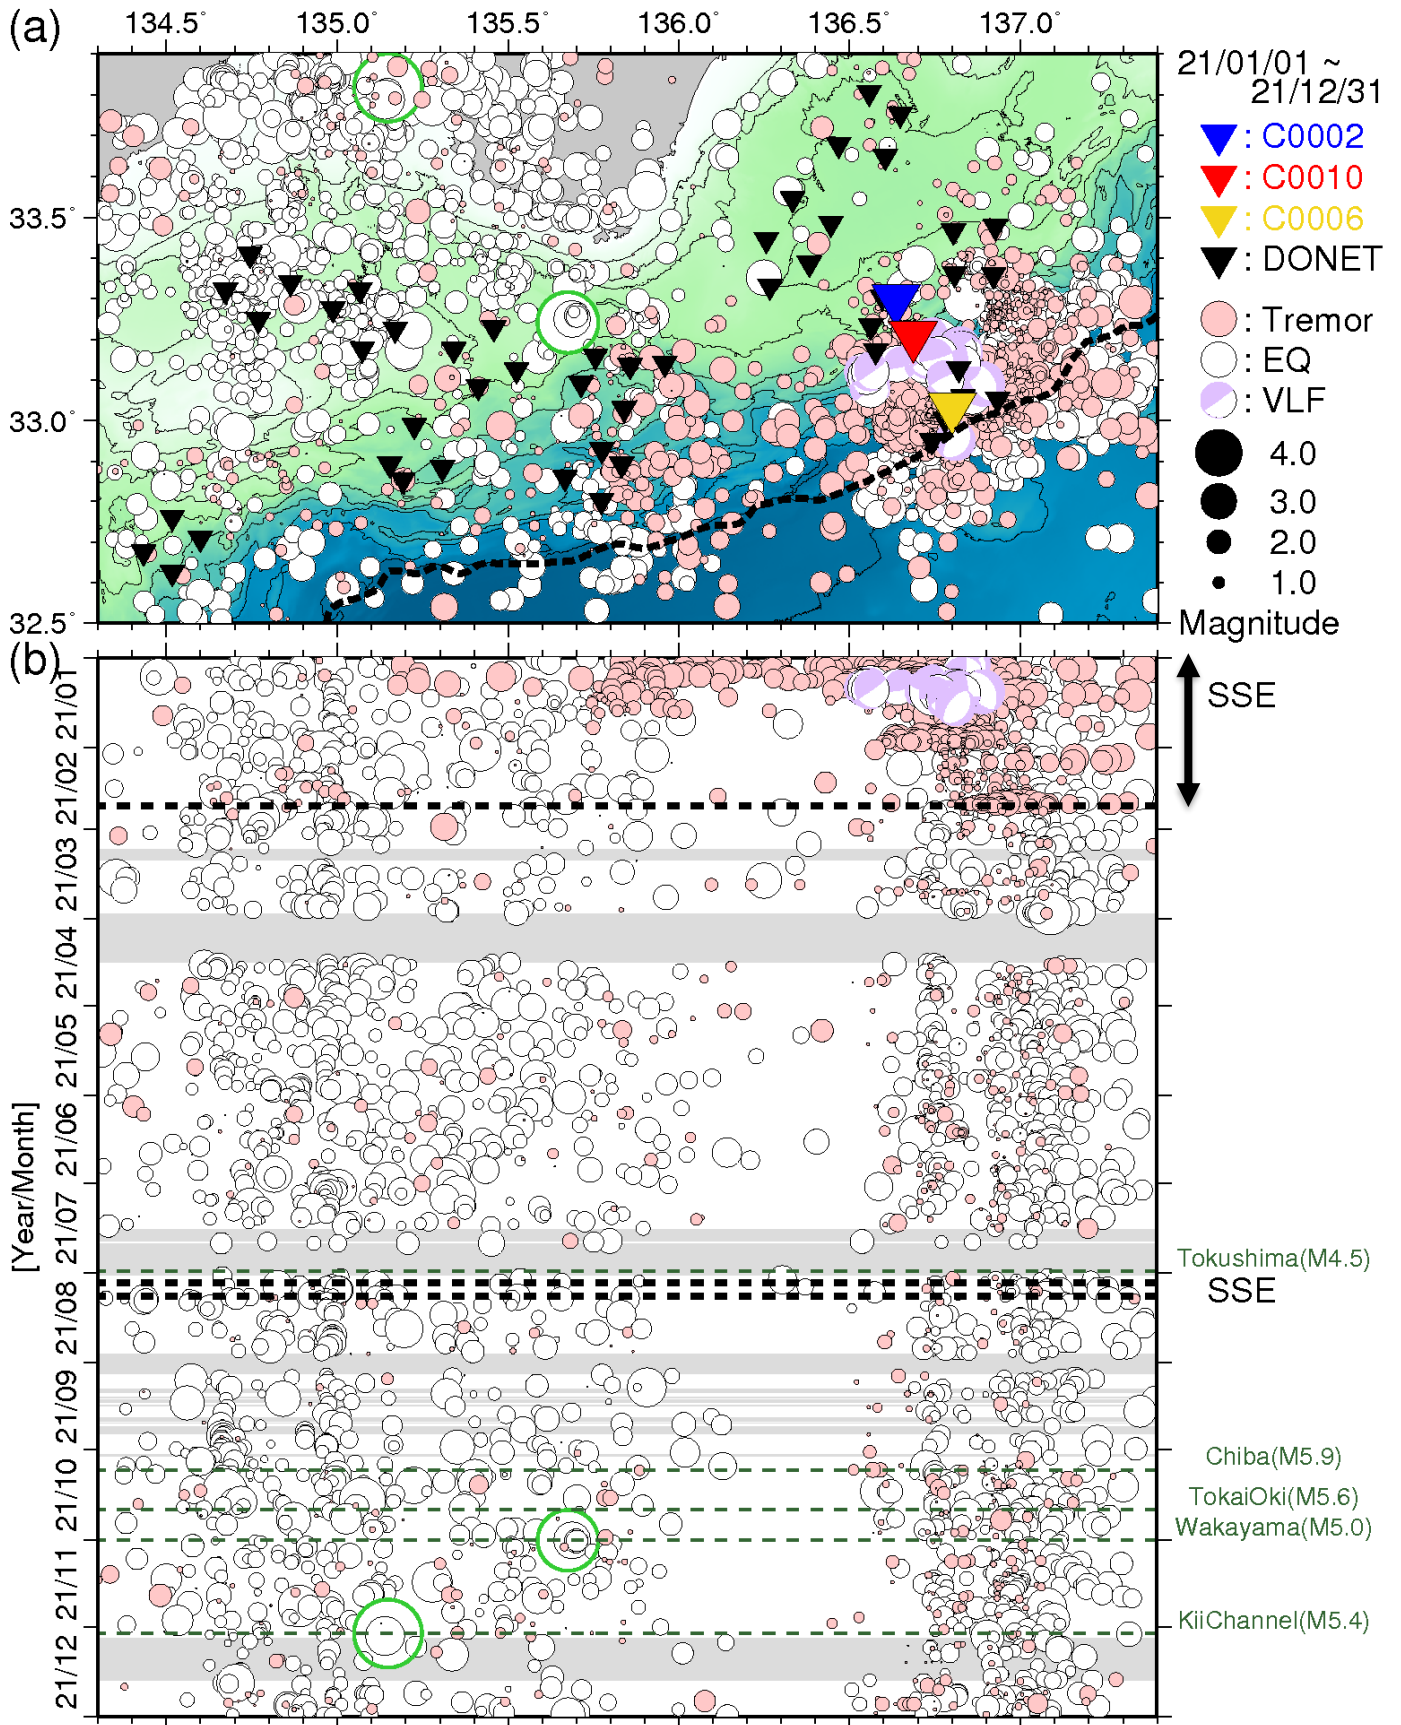 (a)
134.5° 135.0° 135.5° 136.0° 136.5° 137.0°
33.5°
33.0°
32.5°
21/01/01 ~
21/12/31
: C0002
: C0010
: C0006
: DONET
: Tremor
: EQ
: VLF
4.0
3.0
2.0
1.0
Magnitude
(b)
[Year/Month]
21/01
21/02
21/03
21/04
21/05
21/06
21/07
21/08
21/09
21/10
21/11
21/12
SSE
Tokushima(M4.5)
SSE
Chiba(M5.9)
TokaiOki(M5.6)
Wakayama(M5.0)
KiiChannel(M5.4)